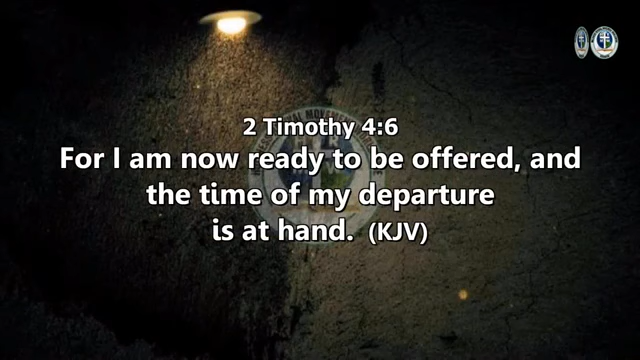 2 Timothy 4:6
For I am now ready to be offered, and
the time of my departure
is at hand. (KJV)